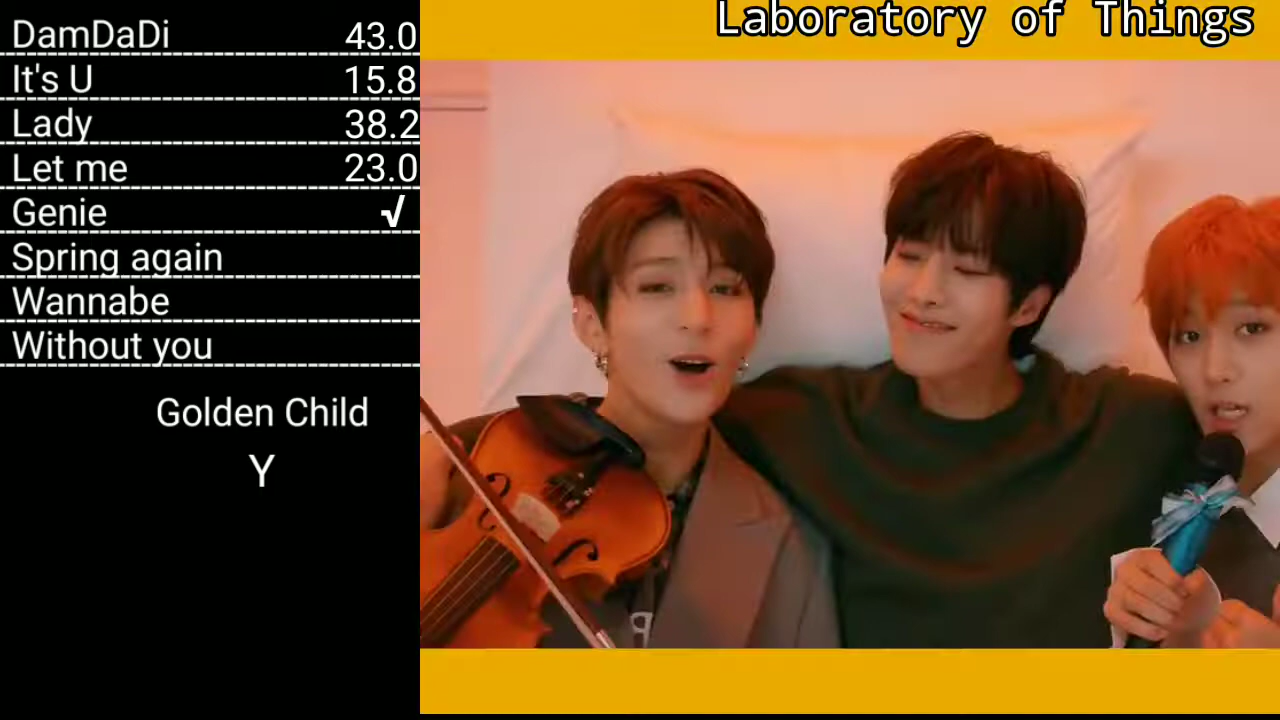 Laboratory of Things
DamDaDi 43.0
It's U 15.8
Lady 38.2
Let me 23.0
Genie √
Spring again
Wannabe
Without you
Golden Child
Y